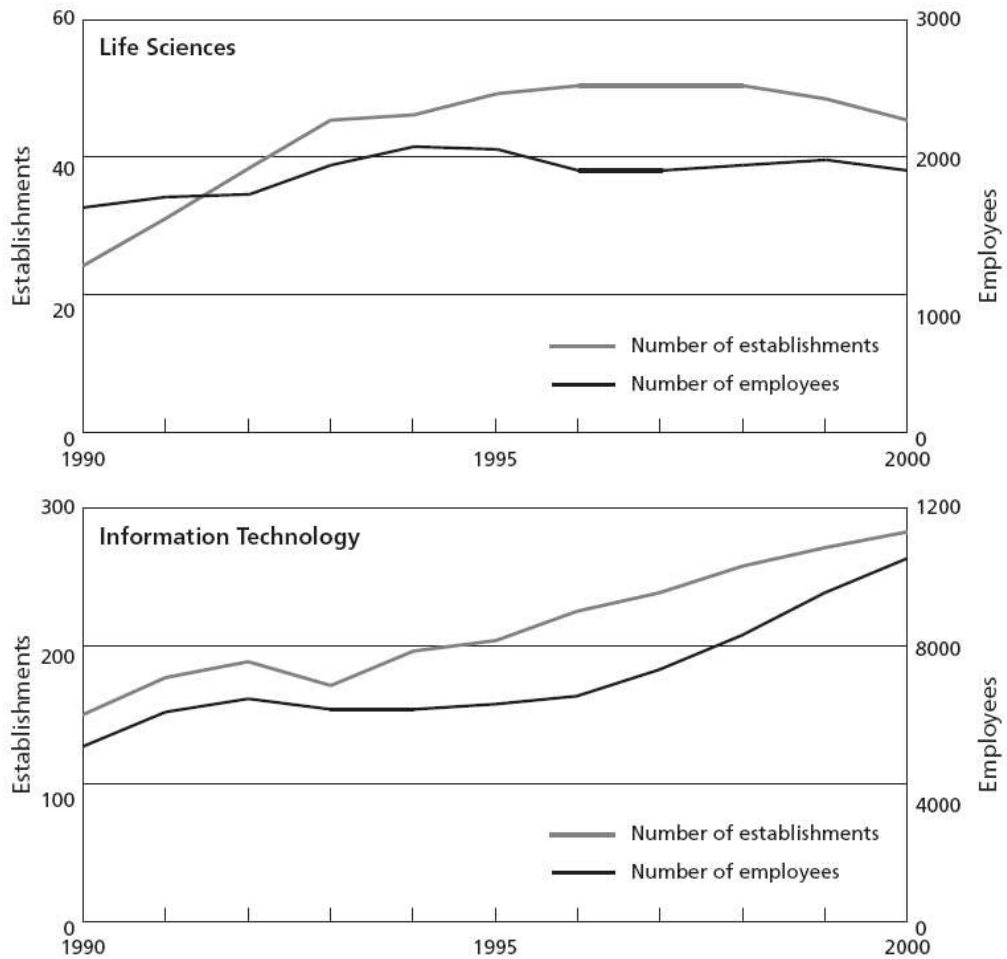 60
3000
Life Sciences
40
2000
Establishments
Employees
20
1000
Number of establishments
Number of employees
0
0
1990
1995
2000
300
1200
Information Technology
200
8000
Establishments
Employees
100
4000
Number of establishments
Number of employees
0
0
1990
1995
2000